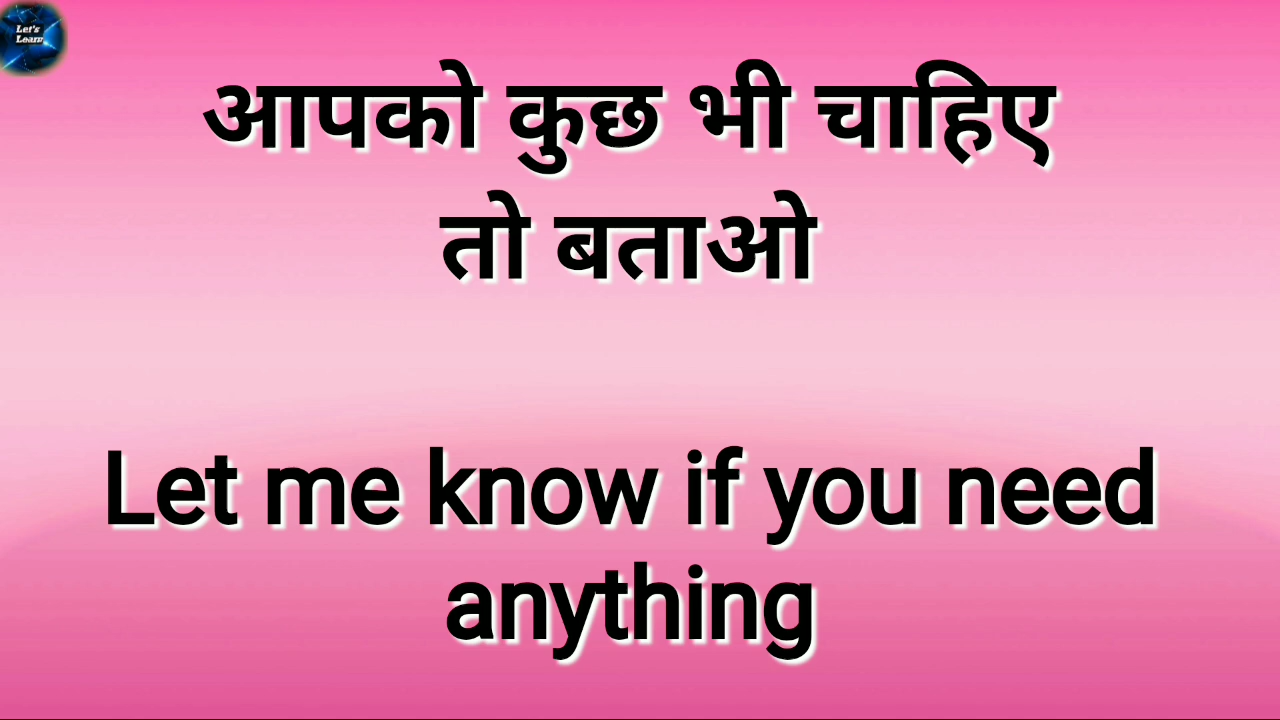 Let's
Learn
आपको कुछ भी चाहिए
तो बताओ
Let me know if you need
anything